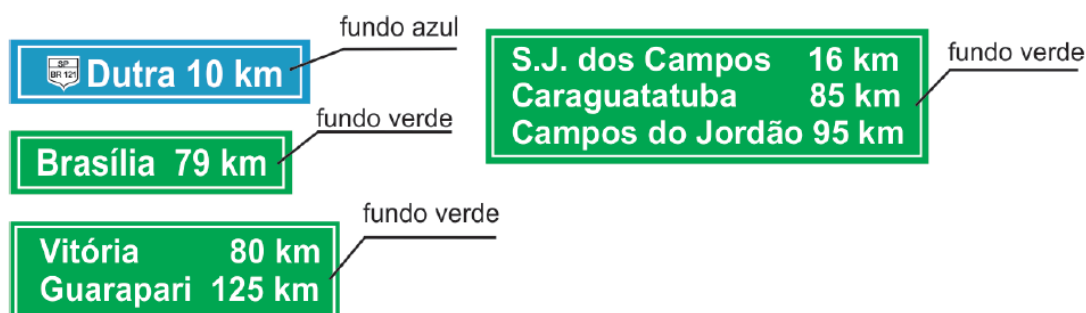 fundo azul
SP
BR 121
Dutra 10 km
fundo verde
Brasília 79 km
fundo verde
Vitória 80 km
Guarapari 125 km
S.J. dos Campos 16 km
Caraguatatuba 85 km
Campos do Jordão 95 km
fundo verde